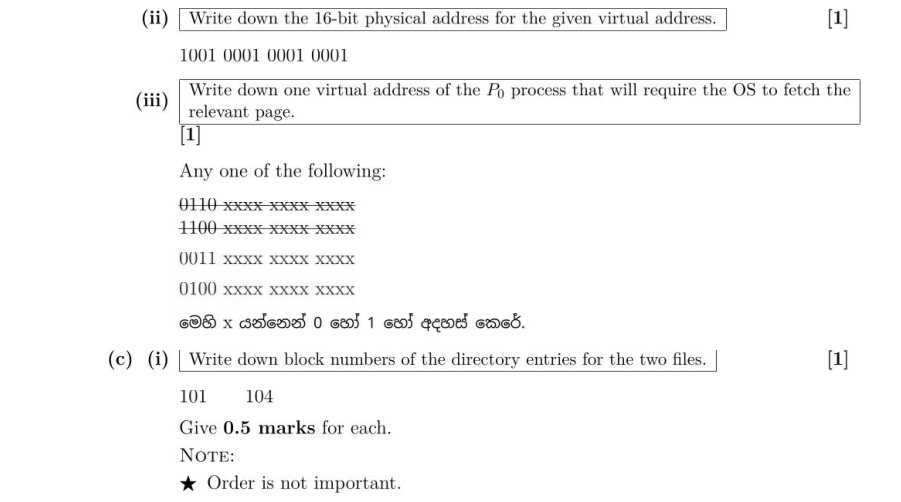 (ii) Write down the 16-bit physical address for the given virtual address. [1]
1001 0001 0001 0001
(iii) Write down one virtual address of the P₀ process that will require the OS to fetch the
relevant page.
[1]
Any one of the following:
0110 xxxx xxxx xxxx
1100 xxxx xxxx xxxx
0011 xxxx xxxx xxxx
0100 xxxx xxxx xxxx
මෙහි x යන්නෙන් 0 හෝ 1 හෝ අදහස් කෙරේ.
(c) (i) Write down block numbers of the directory entries for the two files. [1]
101 104
Give 0.5 marks for each.
NOTE:
★ Order is not important.